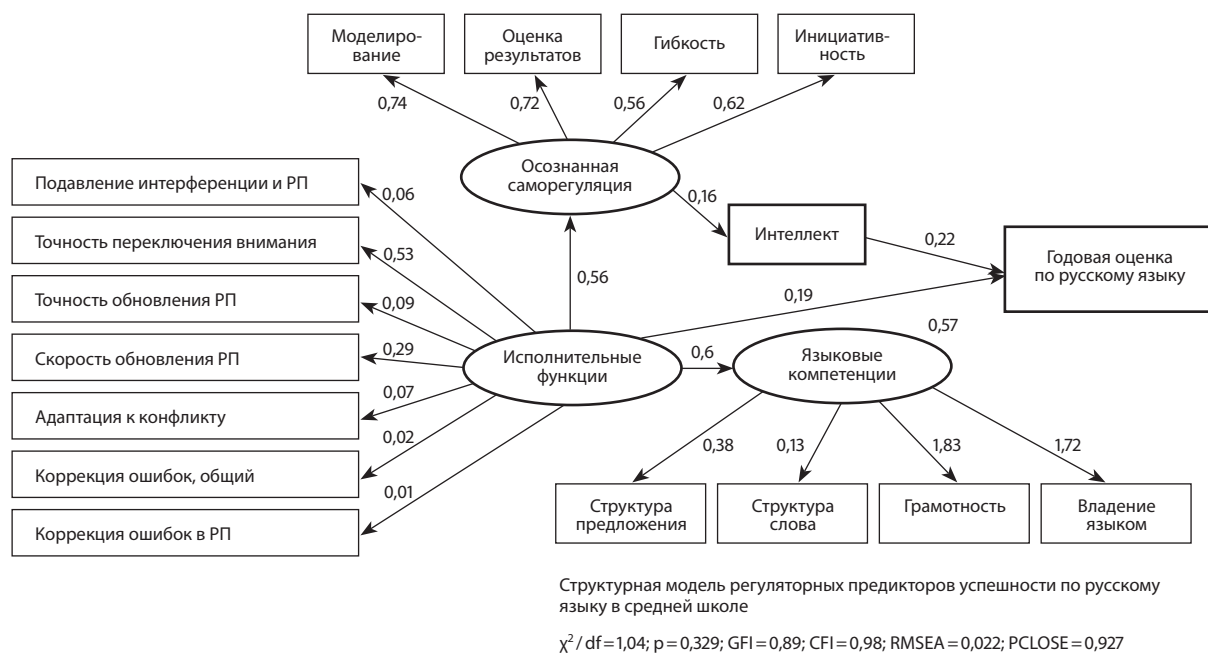 Моделиро-
вание
Оценка
результатов
Гибкость
Инициатив-
ность
0,74
0,72
0,56
0,62
Осознанная
саморегуляция
Подавление интерференции и РП
0,06
0,16
Точность переключения внимания
0,53
Интеллект
0,22
Годовая оценка
по русскому языку
Точность обновления РП
0,09
0,56
0,19
Скорость обновления РП
0,29
Исполнительные
функции
0,6
Языковые
компетенции
0,57
Адаптация к конфликту
0,07
Коррекция ошибок, общий
0,02
0,38
0,13
1,83
1,72
Коррекция ошибок в РП
0,01
Структура
предложения
Структура
слова
Грамотность
Владение
языком
Структурная модель регуляторных предикторов успешности по русскому
языку в средней школе
χ² / df = 1,04; p = 0,329; GFI = 0,89; CFI = 0,98; RMSEA = 0,022; PCLOSE = 0,927